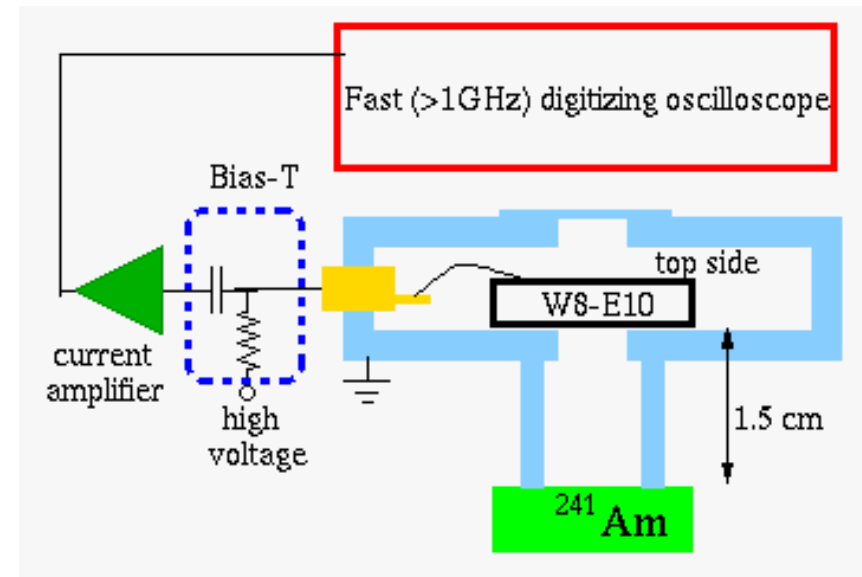 Fast (>1GHz) digitizing oscilloscope
Bias-T
top side
W8-E10
current
amplifier
high
voltage
1.5 cm
241Am